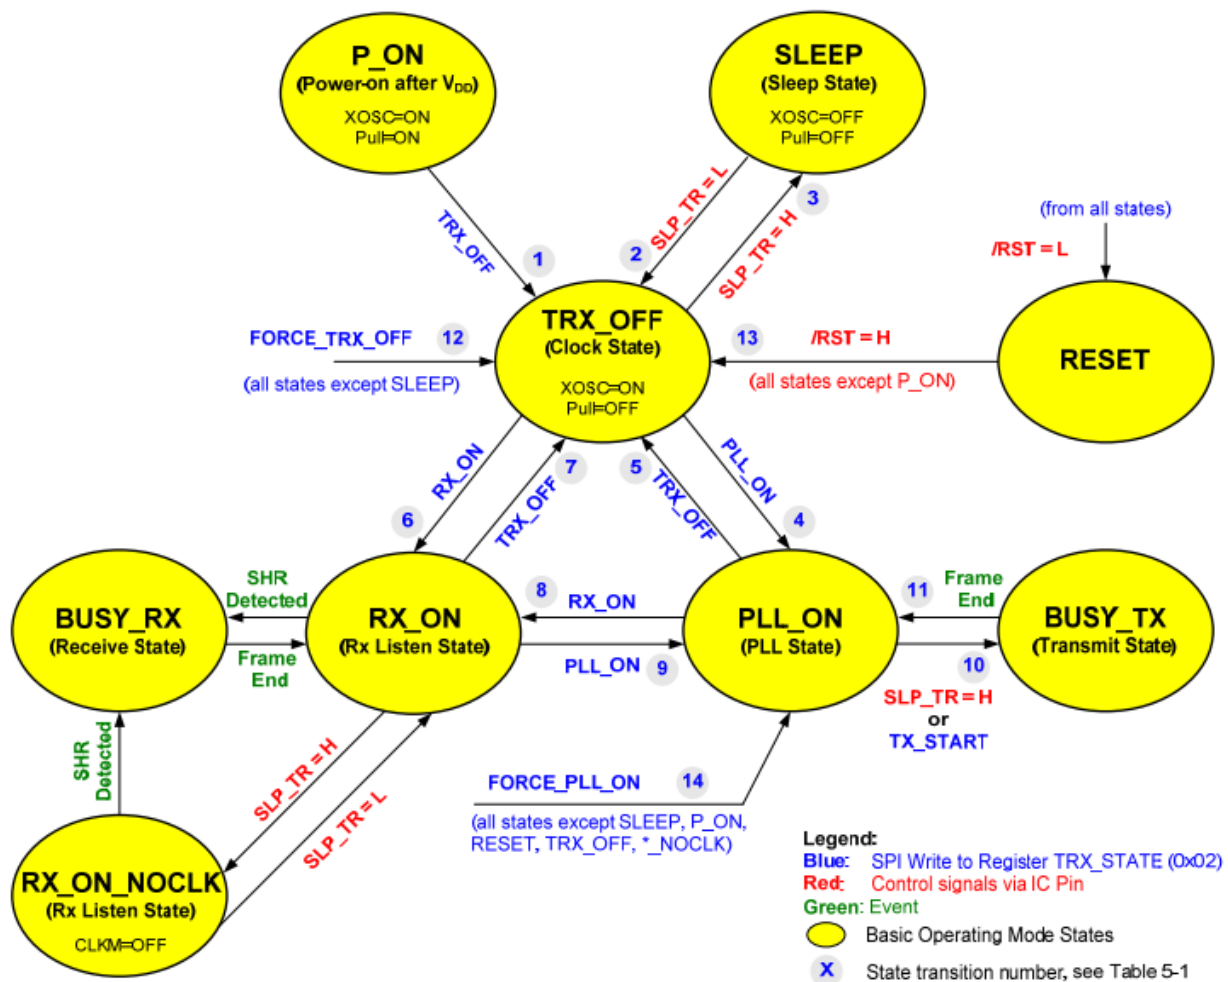 P_ON
(Power-on after VDD)
XOSC=ON
Pull=ON
SLEEP
(Sleep State)
XOSC=OFF
Pull=OFF
TRX_OFF
1
SLP_TR = L
2
SLP_TR = H
3
(from all states)
/RST = L
RESET
FORCE_TRX_OFF
12
(all states except SLEEP)
TRX_OFF
(Clock State)
XOSC=ON
Pull=OFF
13
/RST = H
(all states except P_ON)
RX_ON
6
TRX_OFF
7
TRX_OFF
5
PLL_ON
4
BUSY_RX
(Receive State)
SHR
Detected
Frame
End
RX_ON
(Rx Listen State)
8
RX_ON
PLL_ON
9
PLL_ON
(PLL State)
11
Frame
End
10
SLP_TR = H
or
TX_START
BUSY_TX
(Transmit State)
SHR
Detected
SLP_TR = H
SLP_TR = L
RX_ON_NOCLK
(Rx Listen State)
CLKM=OFF
FORCE_PLL_ON
14
(all states except SLEEP, P_ON,
RESET, TRX_OFF, *_NOCLK)
Legend:
Blue: SPI Write to Register TRX_STATE (0x02)
Red: Control signals via IC Pin
Green: Event
Basic Operating Mode States
X State transition number, see Table 5-1